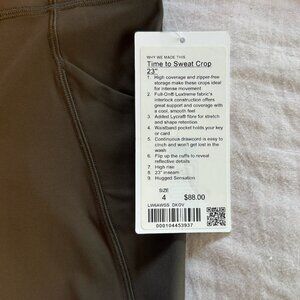 WHY WE MADE THIS
Time to Sweat Crop
23"
1. High coverage and zipper-free
storage make these crops ideal
for intense movement
2. Full-On® Luxtreme fabric's
interlock construction offers
great support and coverage with
a cool, smooth feel
3. Added Lycra® fibre for stretch
and shape retention
4. Waistband pocket holds your key
or card
5. Continuous drawcord is easy to
cinch and won't get lost in the
wash
6. Flip up the cuffs to reveal
reflective details
7. High rise
8. 23" inseam
9. Hugged Sensation
SIZE
4 $88.00
LW6AWSS DKOV
000104453937